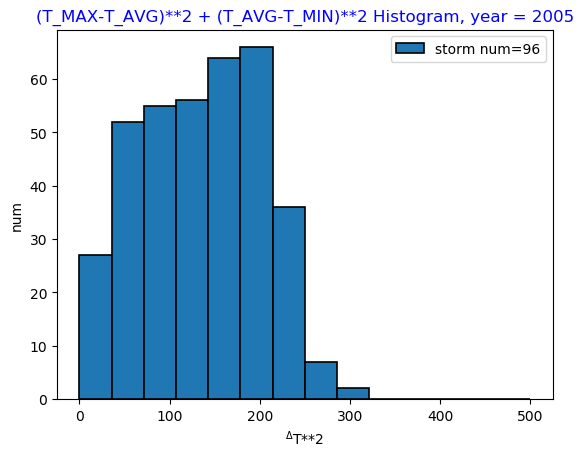 (T_MAX-T_AVG)**2 + (T_AVG-T_MIN)**2 Histogram, year = 2005
storm num=96
60
50
40
30
20
10
0
num
0 100 200 300 400 500
ΔT**2